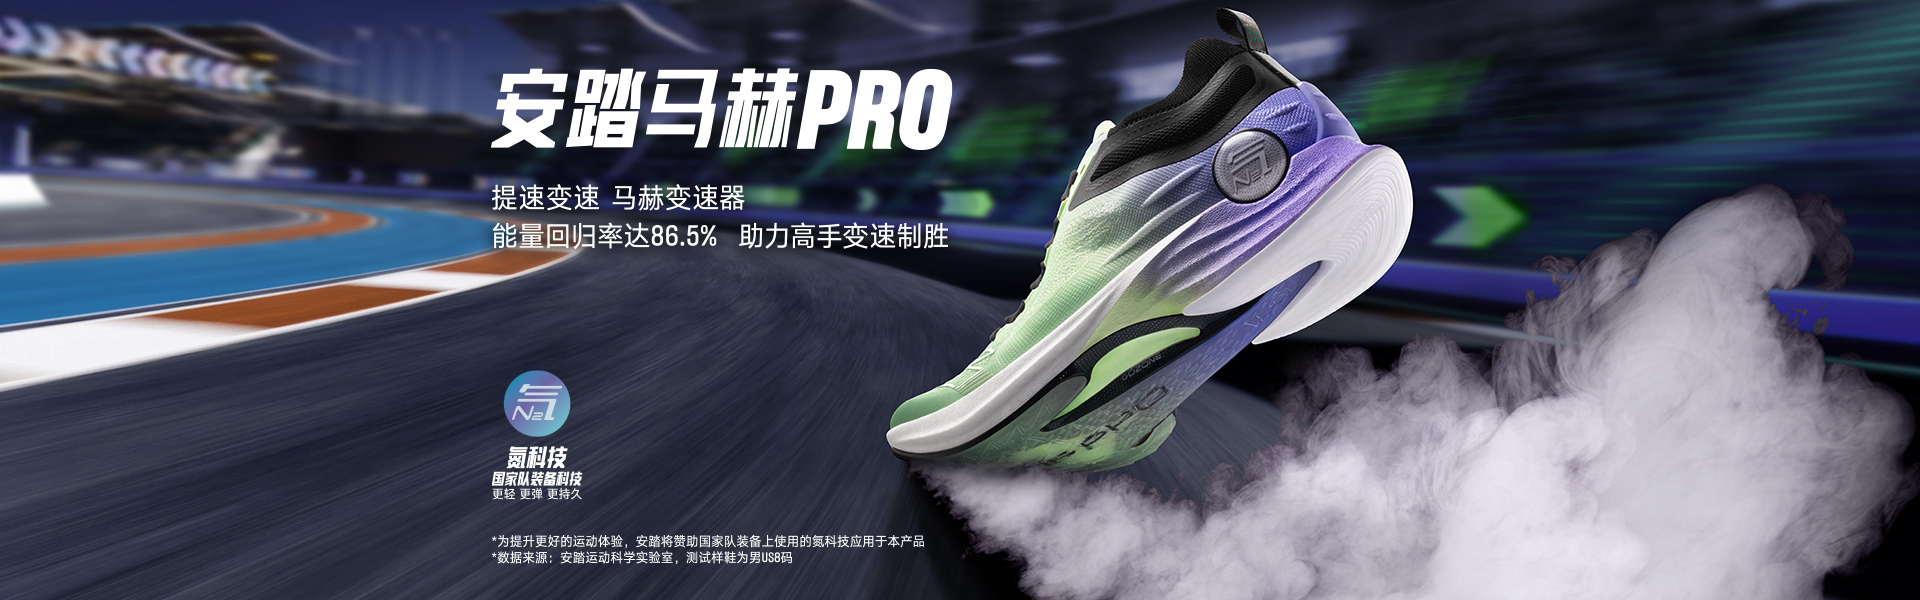 安踏马赫PRO
提速变速 马赫变速器
能量回归率达86.5% 助力高手变速制胜
氮
N2
GOZONE
氮
N2
氮科技
国家队装备科技
更轻 更弹 更持久
*为提升更好的运动体验，安踏将赞助国家队装备上使用的氮科技应用于本产品
*数据来源：安踏运动科学实验室，测试样鞋为男US8码